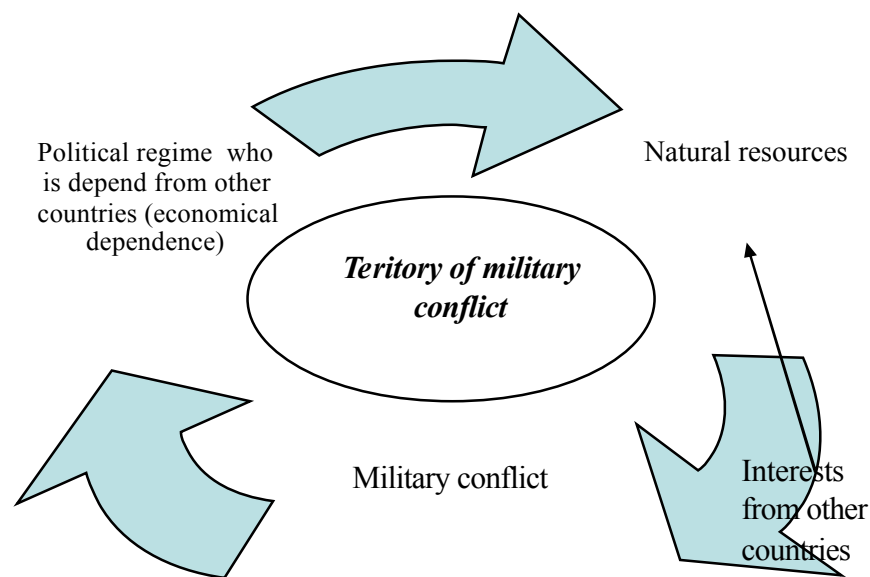 Political regime who
is depend from other
countries (economical
dependence)
Natural resources
Teritory of military
conflict
Military conflict
Interests
from other
countries